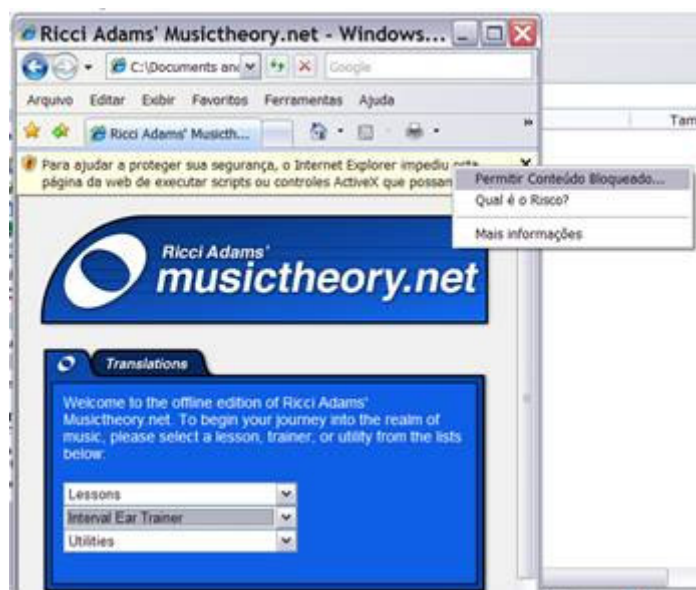 Ricci Adams' Musictheory.net - Windows...
C:\Documents and
Google
Arquivo Editar Exibir Favoritos Ferramentas Ajuda
Tam
Ricci Adams' Musicth...
Para ajudar a proteger sua segurança, o Internet Explorer impediu esta
página da web de executar scripts ou controles ActiveX que possam
Permitir Conteúdo Bloqueado...
Qual é o Risco?
Mais informações
Ricci Adams'
musictheory.net
Translations
Welcome to the offline edition of Ricci Adams'
Musictheory.net. To begin your journey into the realm of
music, please select a lesson, trainer, or utility from the lists
below:
Lessons
Interval Ear Trainer
Utilities